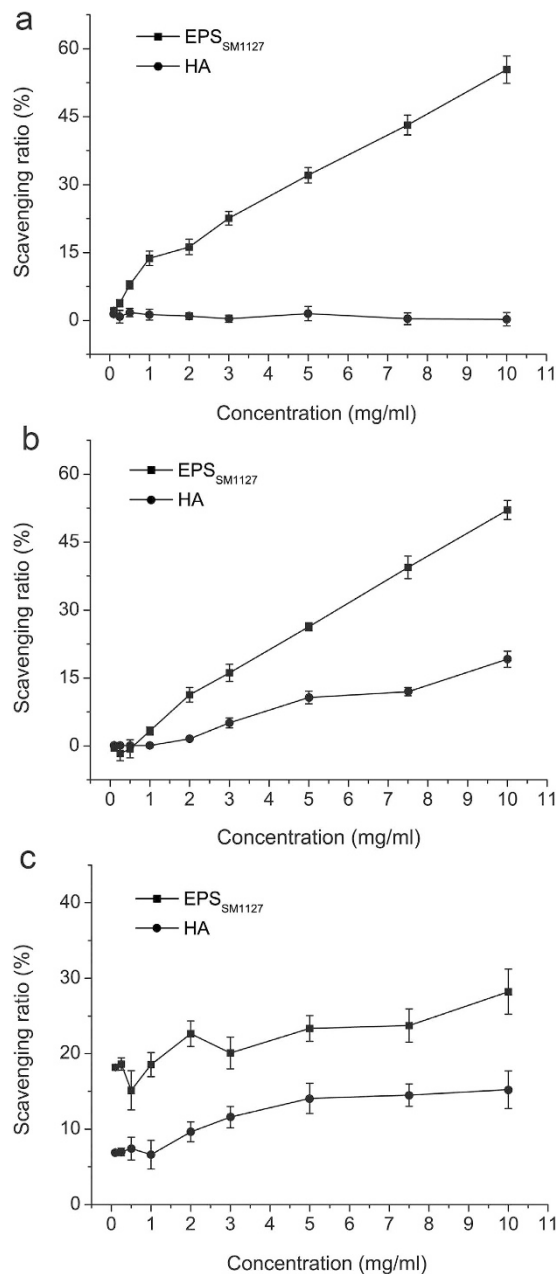 a
EPSSM1127
HA
60
45
30
15
0
Scavenging ratio (%)
0 1 2 3 4 5 6 7 8 9 10 11
Concentration (mg/ml)
b
EPSSM1127
HA
60
45
30
15
0
Scavenging ratio (%)
0 1 2 3 4 5 6 7 8 9 10 11
Concentration (mg/ml)
c
EPSSM1127
HA
40
30
20
10
0
Scavenging ratio (%)
0 1 2 3 4 5 6 7 8 9 10 11
Concentration (mg/ml)